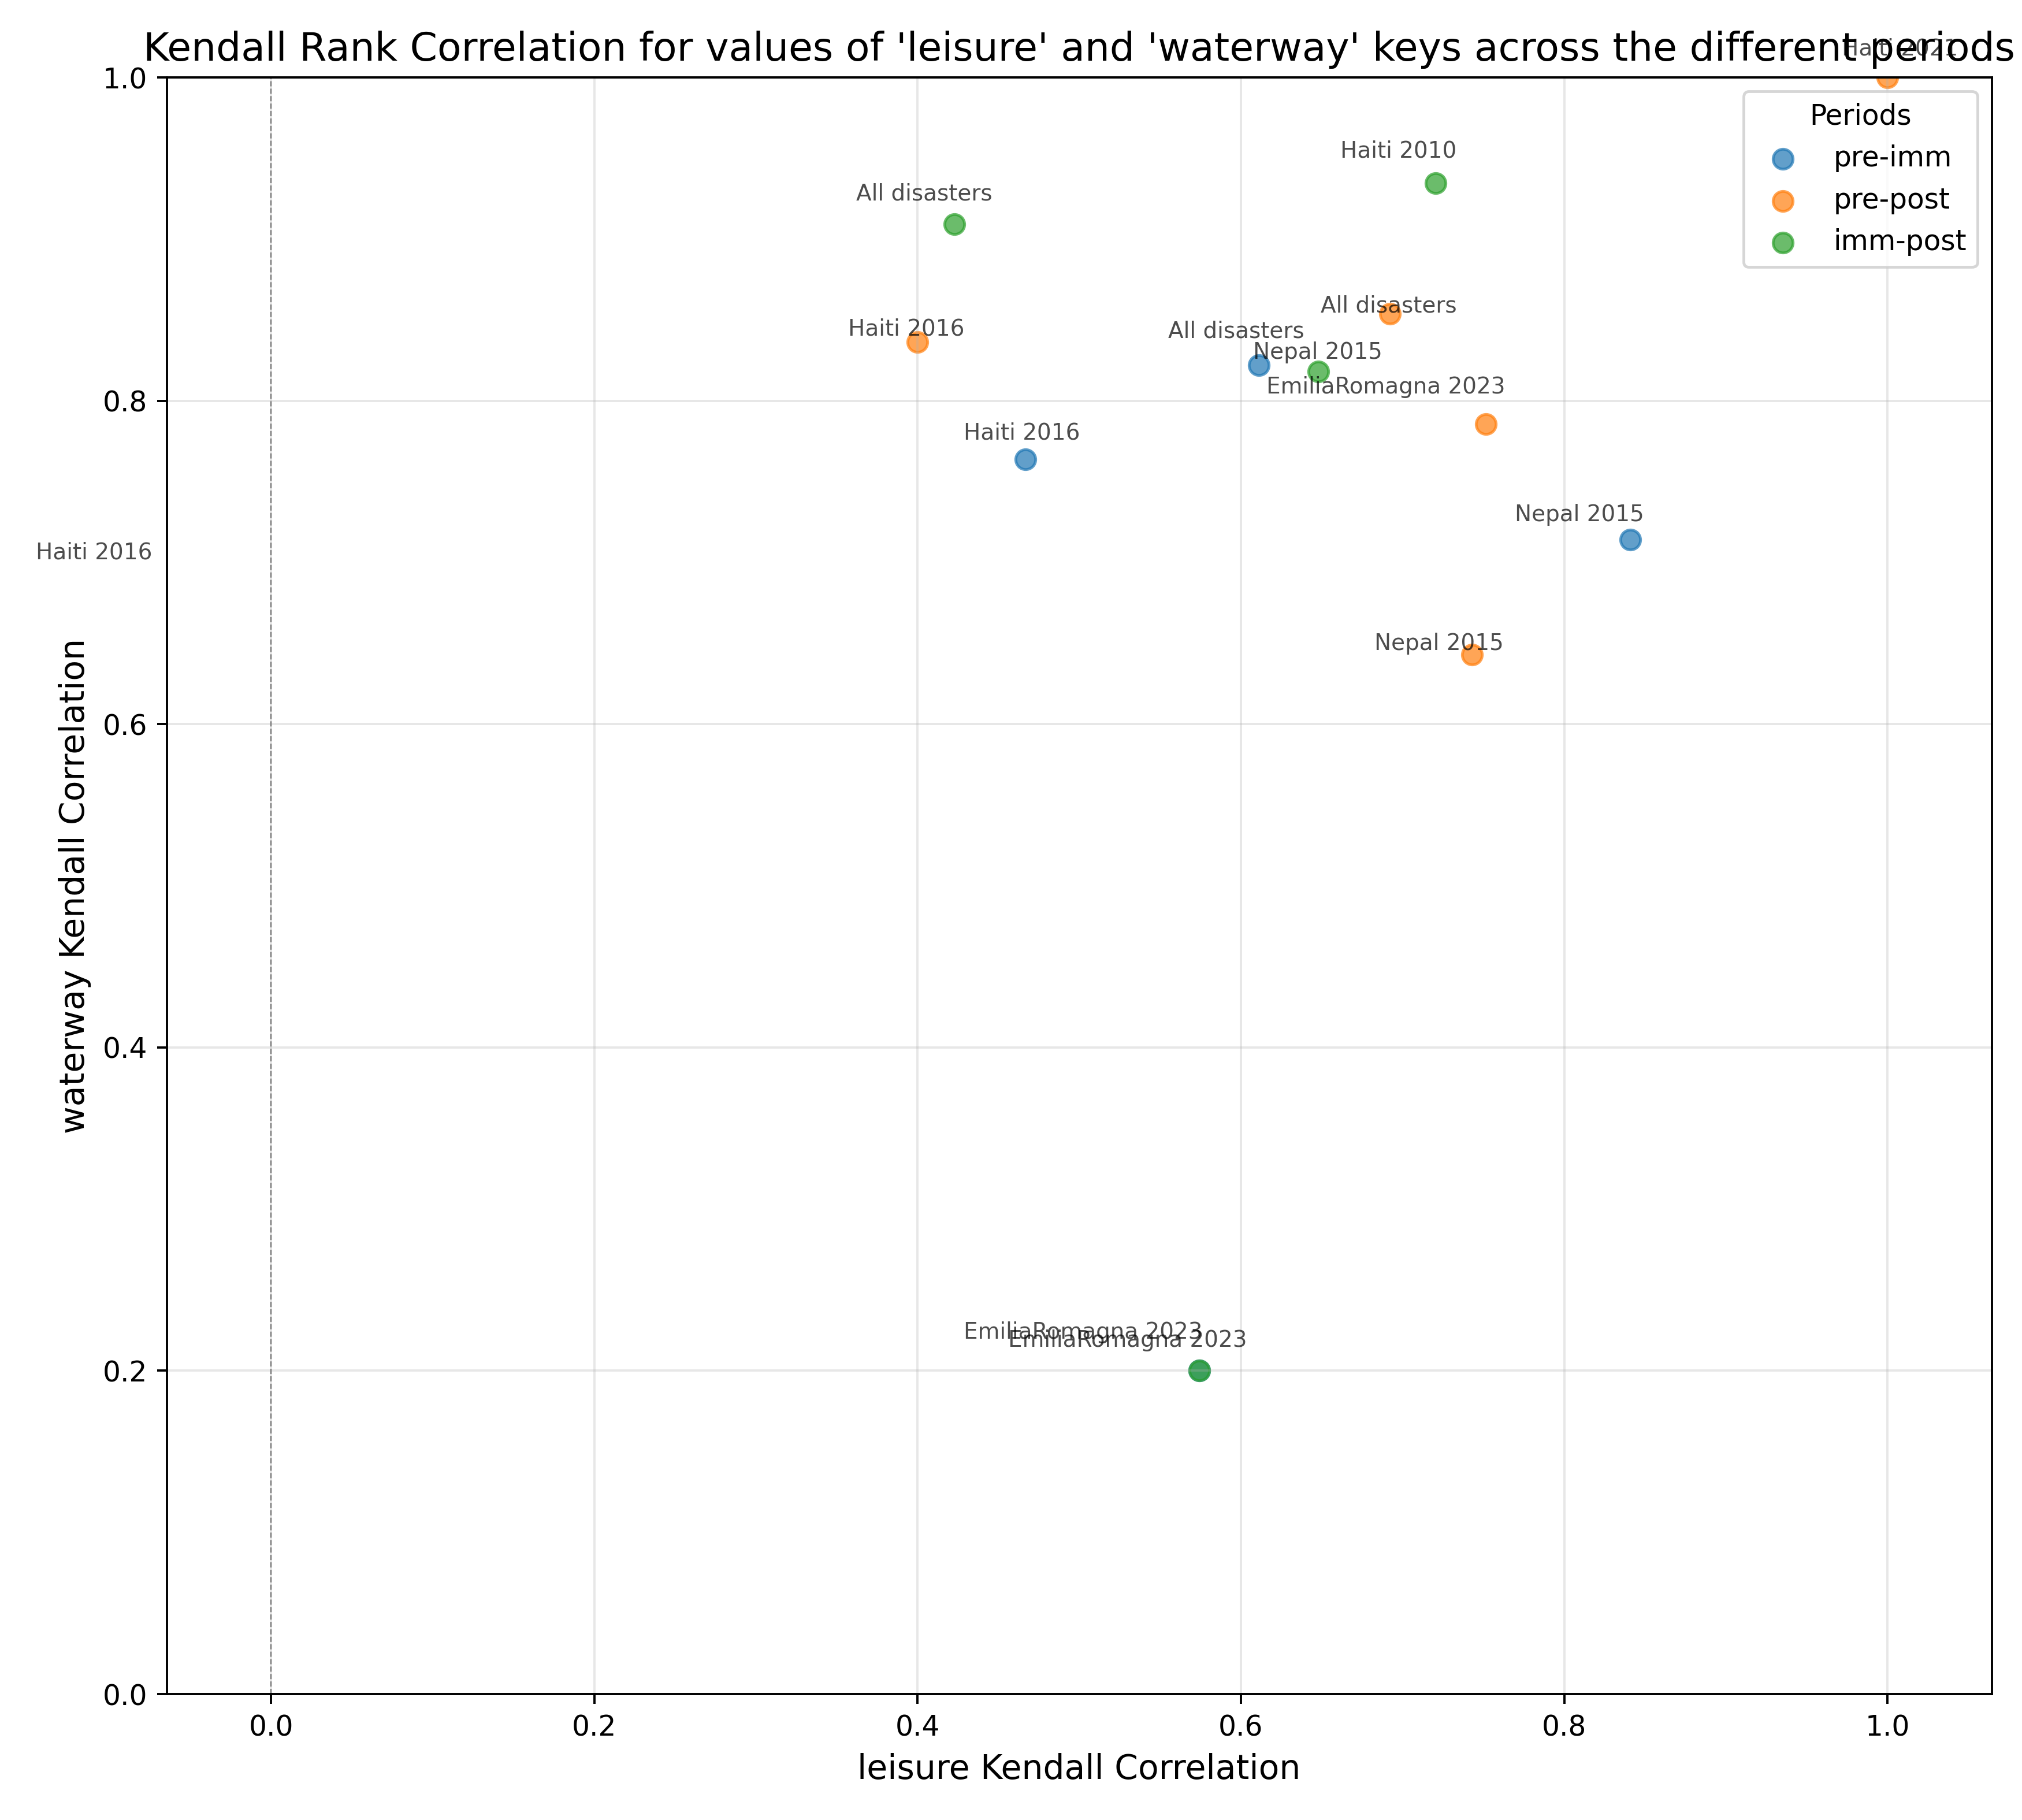 Kendall Rank Correlation for values of 'leisure' and 'waterway' keys across the different periods
Haiti 2021
1.0
Periods
pre-imm
pre-post
imm-post
Haiti 2010
All disasters
All disasters
Haiti 2016
All disasters
Nepal 2015
EmiliaRomagna 2023
0.8
Haiti 2016
Nepal 2015
Haiti 2016
Nepal 2015
waterway Kendall Correlation
0.6
0.4
EmiliaRomagna 2023
EmiliaRomagna 2023
0.2
0.0
0.0
0.2
0.4
0.6
0.8
1.0
leisure Kendall Correlation